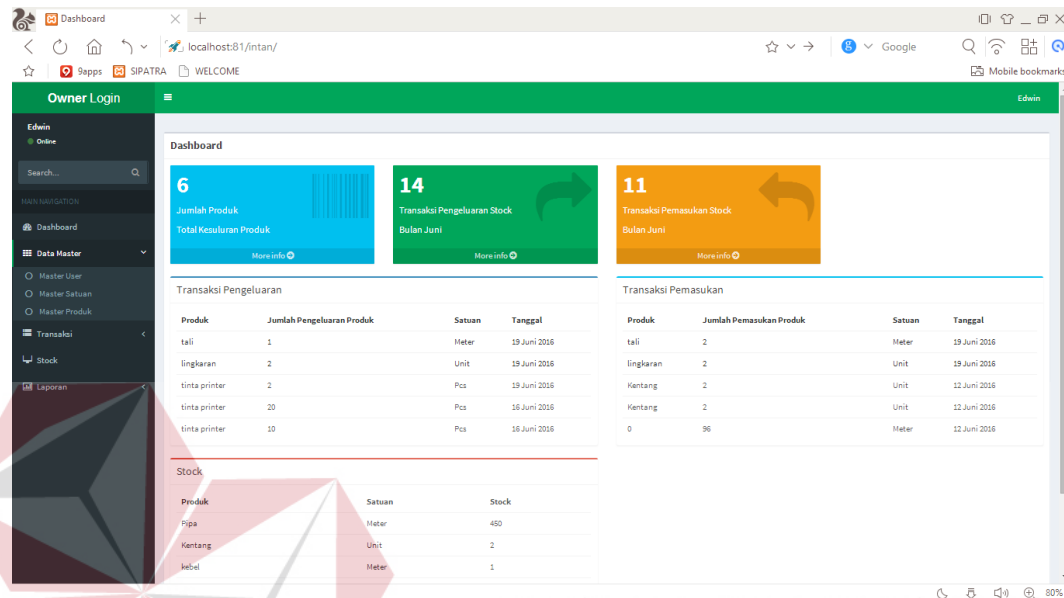 Dashboard
localhost:81/intan/
Google
9apps SIPATRA WELCOME
Mobile bookmarks
Owner Login
Edwin
Edwin
Online
Search...
MAIN NAVIGATION
Dashboard
Data Master
Master User
Master Satuan
Master Produk
Transaksi
Stock
Laporan
Dashboard
6
Jumlah Produk
Total Kesuluran Produk
More info
14
Transaksi Pengeluaran Stock
Bulan Juni
More info
11
Transaksi Pemasukan Stock
Bulan Juni
More info
Transaksi Pengeluaran
Produk Jumlah Pengeluaran Produk Satuan Tanggal
tali 1 Meter 19 Juni 2016
lingkaran 2 Unit 19 Juni 2016
tinta printer 2 Pcs 19 Juni 2016
tinta printer 20 Pcs 16 Juni 2016
tinta printer 10 Pcs 16 Juni 2016
Transaksi Pemasukan
Produk Jumlah Pemasukan Produk Satuan Tanggal
tali 2 Meter 19 Juni 2016
lingkaran 2 Unit 19 Juni 2016
Kentang 2 Unit 12 Juni 2016
Kentang 2 Unit 12 Juni 2016
0 96 Meter 12 Juni 2016
Stock
Produk Satuan Stock
Pipa Meter 450
Kentang Unit 2
kebel Meter 1
80%